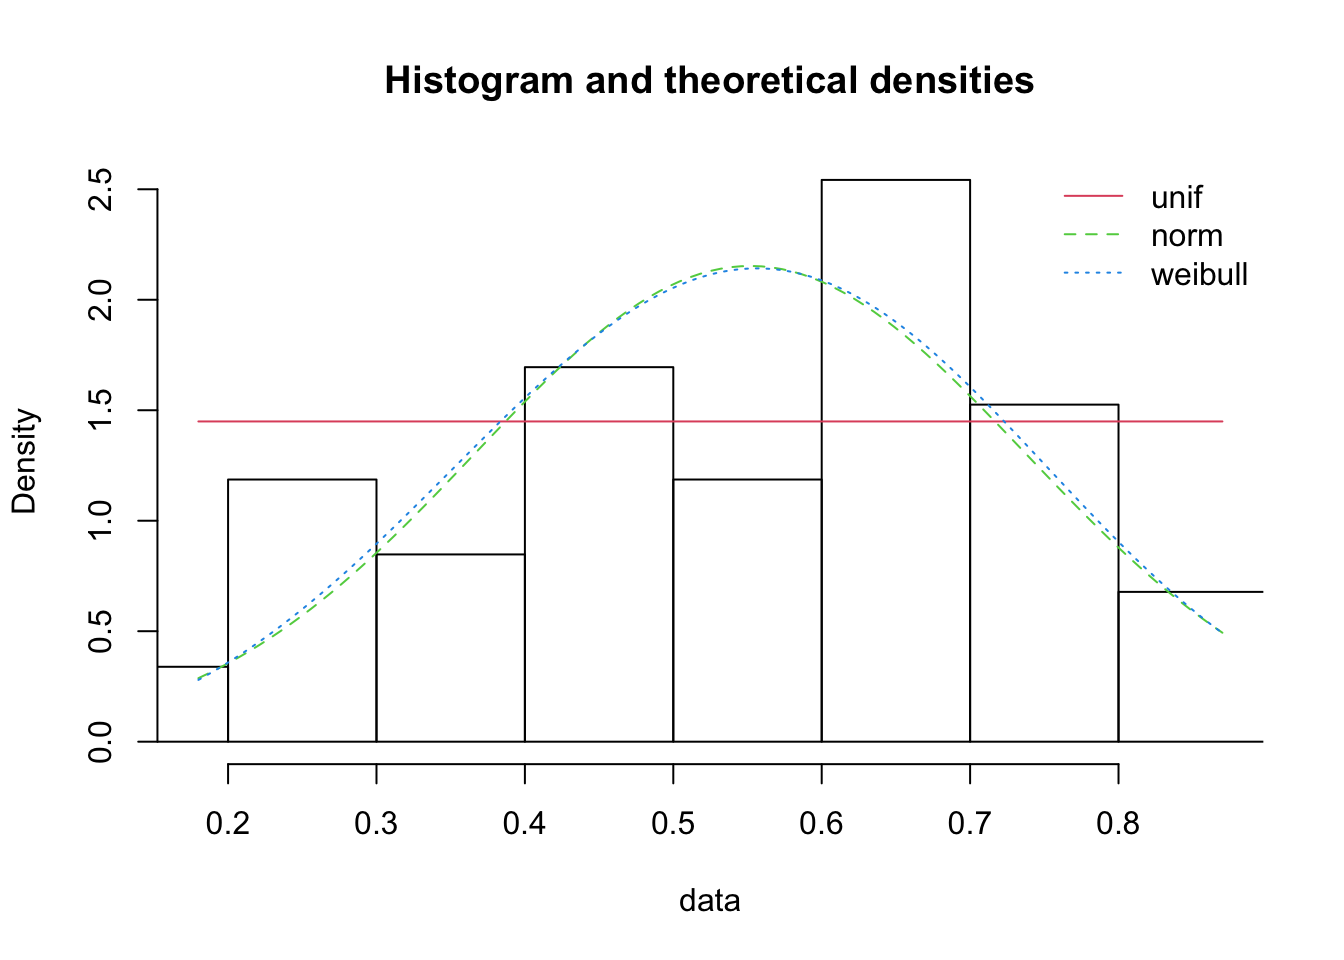 Histogram and theoretical densities
unif
norm
weibull
Density
2.5
2.0
1.5
1.0
0.5
0.0
0.2 0.3 0.4 0.5 0.6 0.7 0.8
data